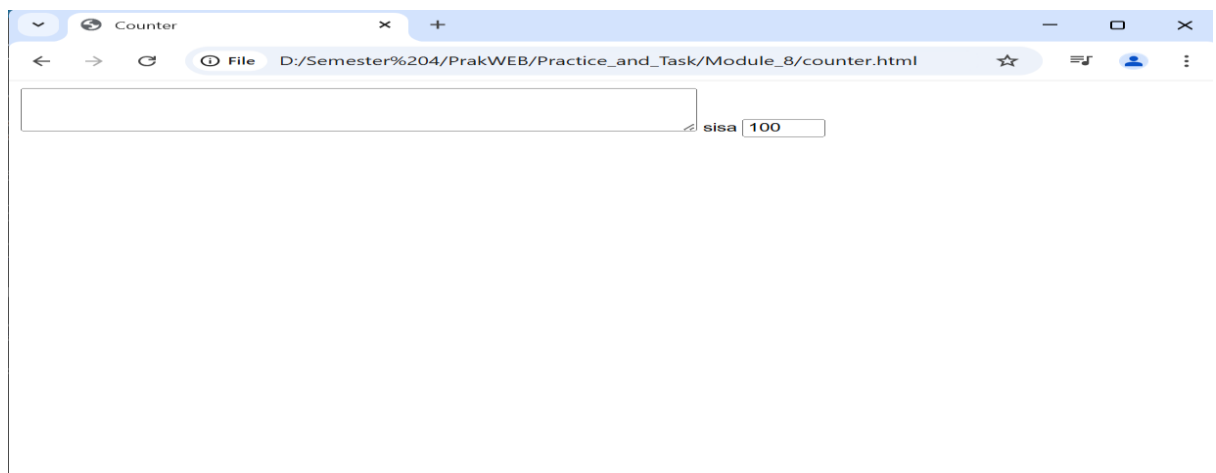 Counter
File D:/Semester%204/PrakWEB/Practice_and_Task/Module_8/counter.html
sisa 100